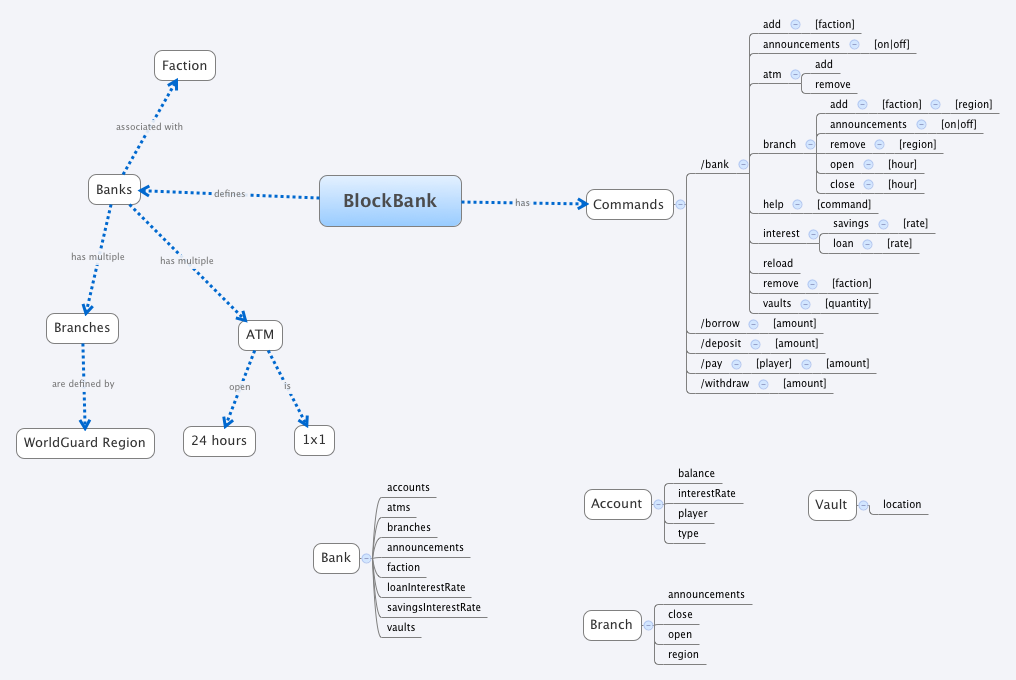 BlockBank
defines
Banks
associated with
Faction
has multiple
Branches
are defined by
WorldGuard Region
has multiple
ATM
open
24 hours
is
1x1
has
Commands
/bank
add [faction]
announcements [on|off]
atm
add
remove
branch
add [faction] [region]
announcements [on|off]
remove [region]
open [hour]
close [hour]
help [command]
interest
savings [rate]
loan [rate]
reload
remove [faction]
vaults [quantity]
/borrow [amount]
/deposit [amount]
/pay [player] [amount]
/withdraw [amount]
Bank
accounts
atms
branches
announcements
faction
loanInterestRate
savingsInterestRate
vaults
Account
balance
interestRate
player
type
Vault
location
Branch
announcements
close
open
region